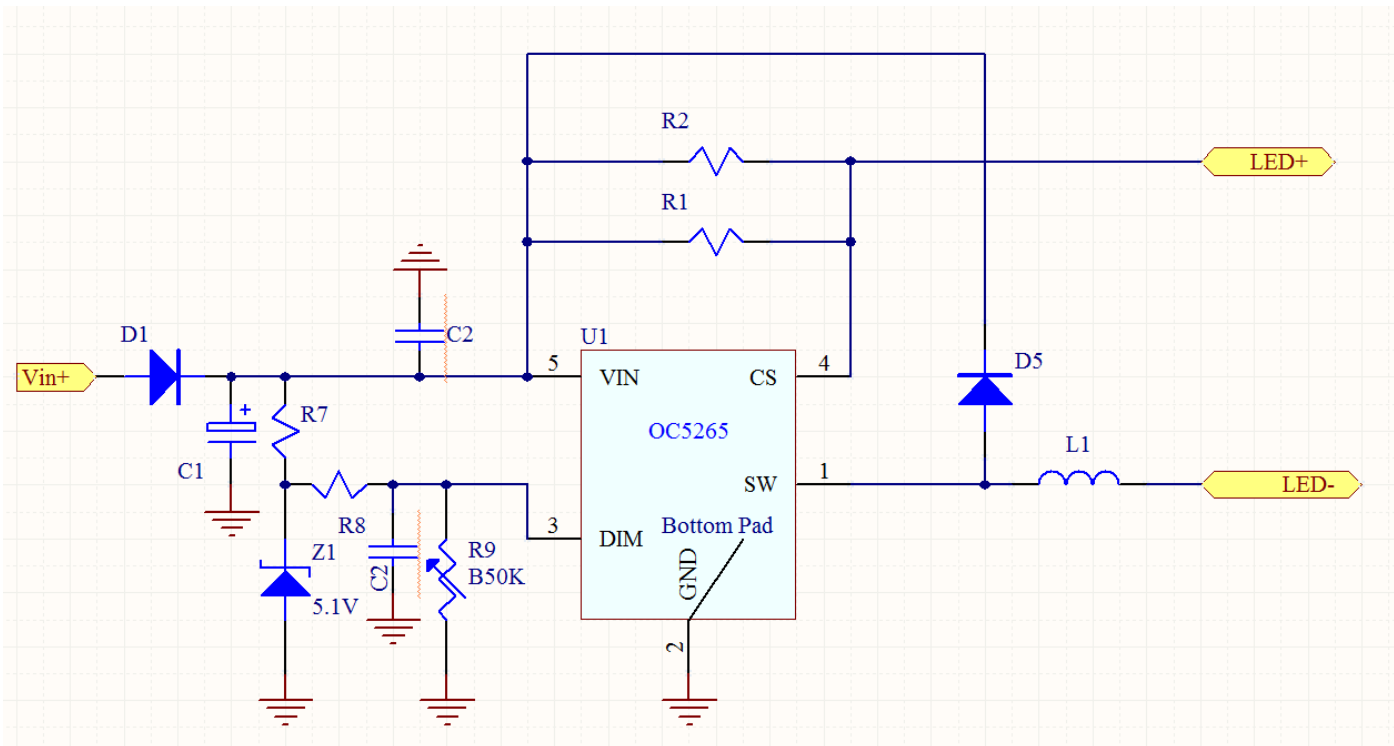 R2
LED+
R1
D1
C2
U1
Vin+
5
VIN
CS
4
D5
+
R7
OC5265
L1
C1
SW
1
LED-
R8
3
DIM
Bottom Pad
Z1
5.1V
C2
R9
B50K
GND
2